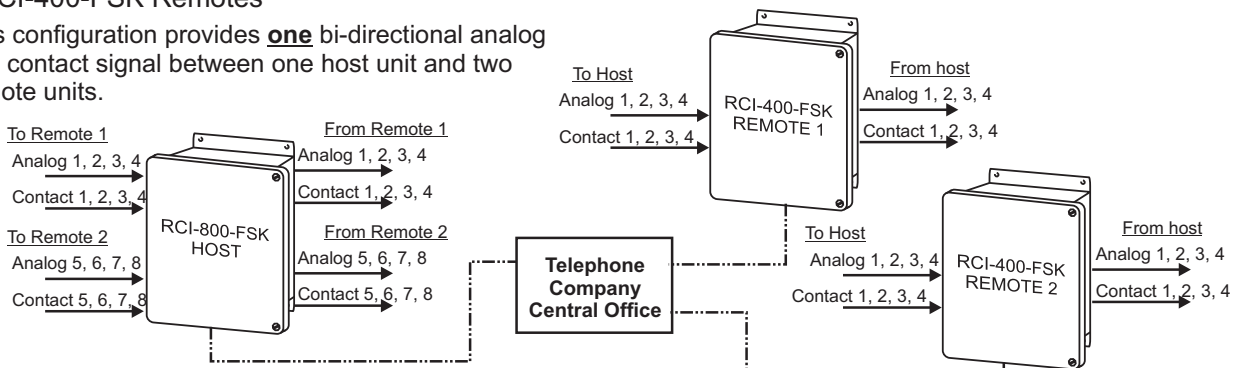 CI-400-FSK Remotes
s configuration provides one bi-directional analog
contact signal between one host unit and two
ote units.
To Remote 1
Analog 1, 2, 3, 4
Contact 1, 2, 3, 4
To Remote 2
Analog 5, 6, 7, 8
Contact 5, 6, 7, 8
RCI-800-FSK
HOST
From Remote 1
Analog 1, 2, 3, 4
Contact 1, 2, 3, 4
From Remote 2
Analog 5, 6, 7, 8
Contact 5, 6, 7, 8
Telephone
Company
Central Office
To Host
Analog 1, 2, 3, 4
Contact 1, 2, 3, 4
RCI-400-FSK
REMOTE 1
From host
Analog 1, 2, 3, 4
Contact 1, 2, 3, 4
To Host
Analog 1, 2, 3, 4
Contact 1, 2, 3, 4
RCI-400-FSK
REMOTE 2
From host
Analog 1, 2, 3, 4
Contact 1, 2, 3, 4